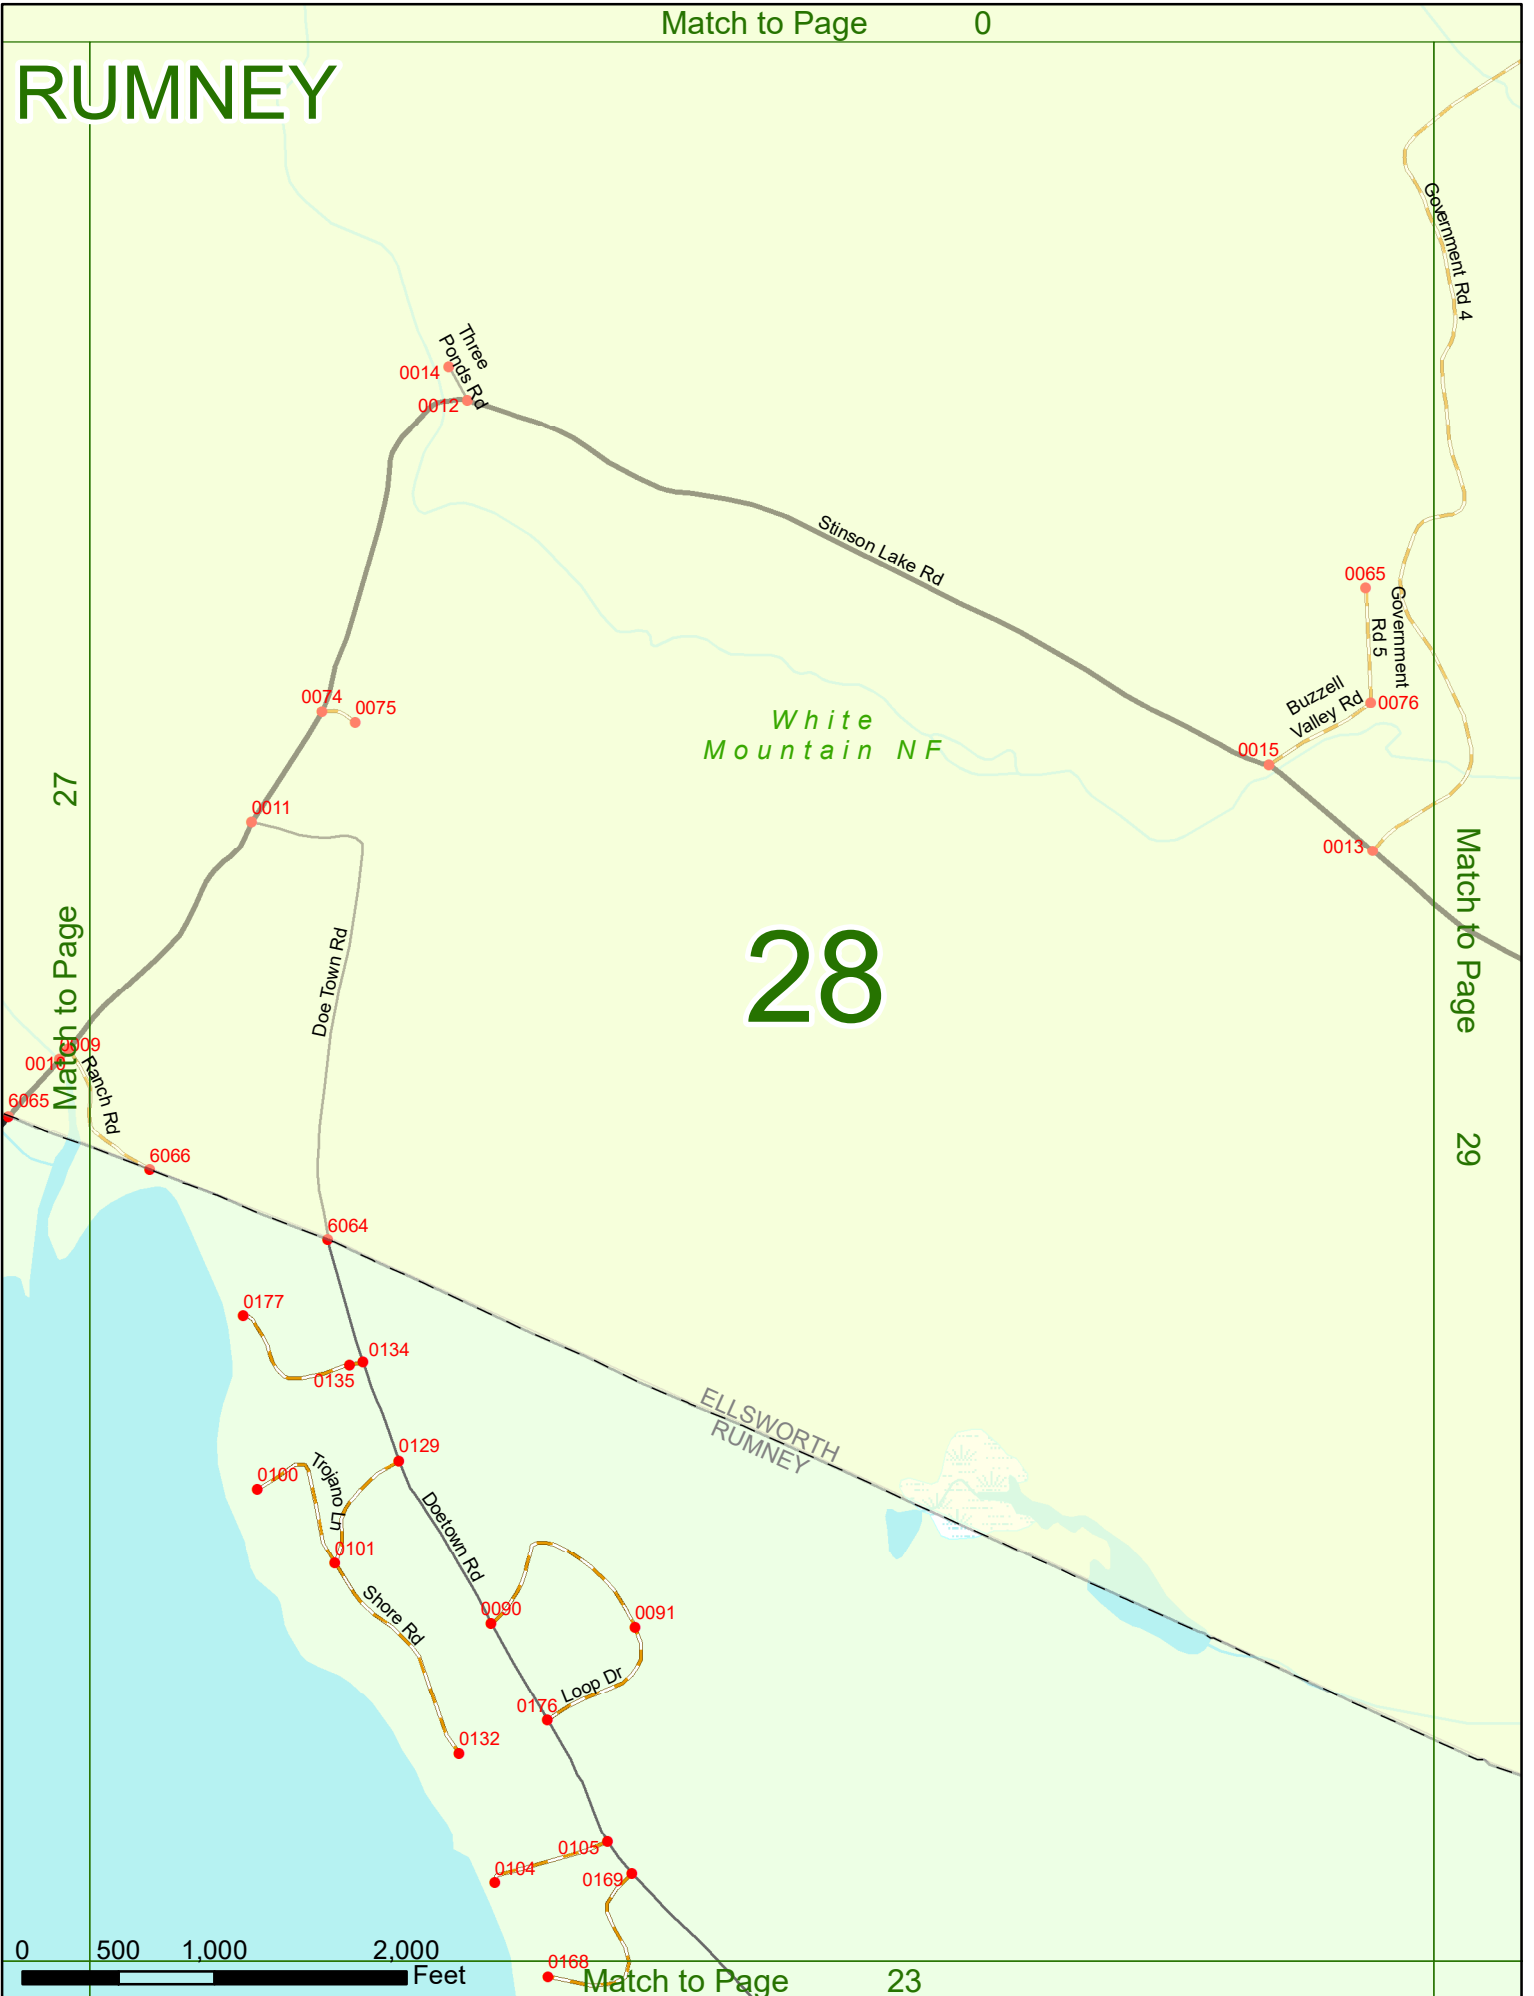 Match to Page 0
RUMNEY
Government Rd 4
Three
Ponds Rd
0014
0012
Stinson Lake Rd
0065
Government
Rd 5
0074
0075
Buzzell
Valley Rd
0076
White
Mountain NF
0015
27
Match to Page
0011
0013
Match to Page
29
Doe Town Rd
28
0009
0010
Ranch Rd
6065
6066
6064
0177
0134
0135
ELLSWORTH
RUMNEY
0129
Trojano Ln
0100
Doetown Rd
0101
Shore Rd
0090
0091
Loop Dr
0176
0132
0105
0104
0169
0 500 1,000 2,000
Feet
0168
Match to Page 23